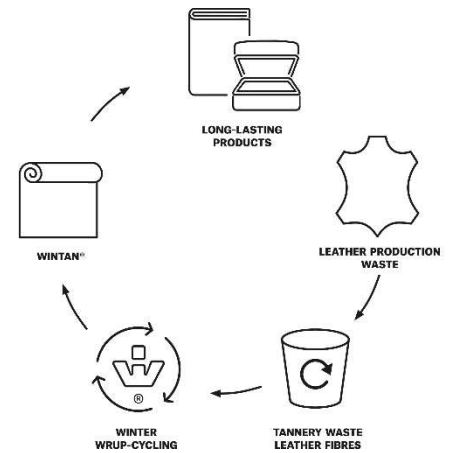 LONG-LASTING
PRODUCTS
WINTAN®
LEATHER PRODUCTION
WASTE
®
WINTER
WRUP-CYCLING
TANNERY WASTE
LEATHER FIBRES